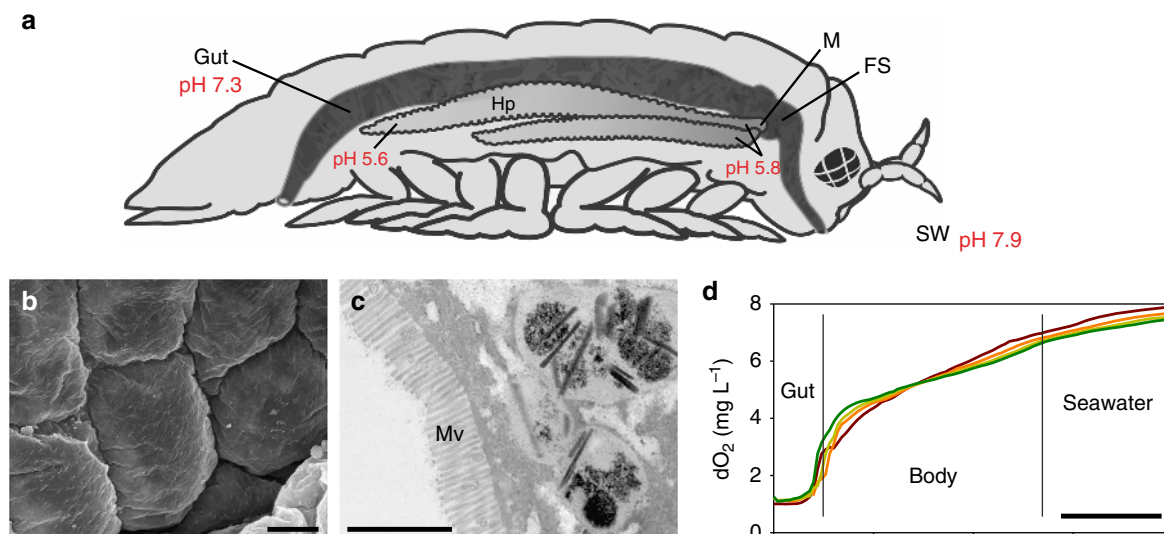 a
Gut
pH 7.3
Hp
M
FS
pH 5.6
pH 5.8
SW pH 7.9
b
c
Mv
d
dO₂ (mg L⁻¹)
8
6
4
2
0
Gut
Body
Seawater